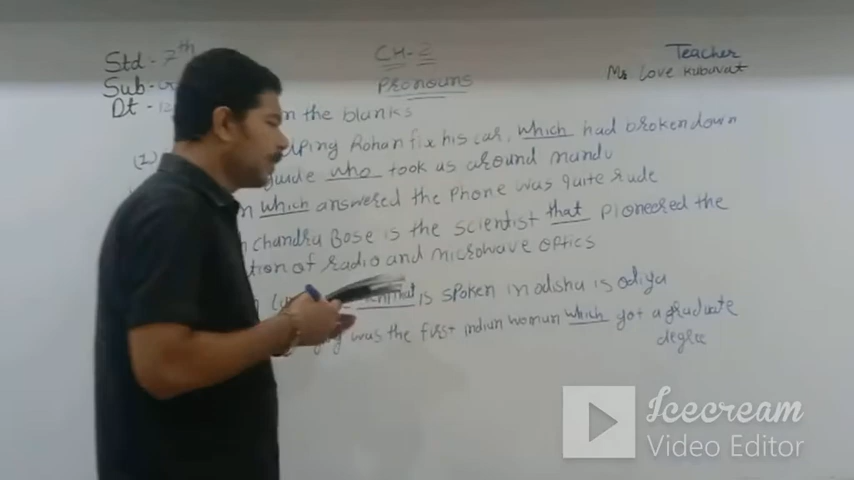 Std - 7th
CH-2
Teacher
Sub-
Pronouns
Ms Love Kubavat
Dt - 12
n the blanks
(1) lping Rohan fix his car, which had broken down
guide who took us around mandu
n which answered the Phone was quite rude
chandra Bose is the scientist that pioneered the
tion of radio and microwave optics
is spoken in odisha is odiya
was the first indian woman which got a graduate
degree
Icecream
Video Editor